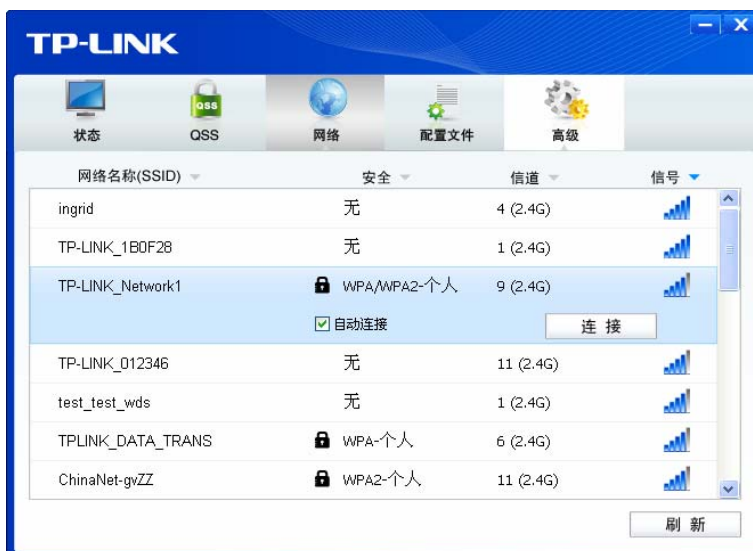 TP-LINK
QSS
状态 QSS 网络 配置文件 高级
网络名称(SSID) 安全 信道 信号
ingrid 无 4 (2.4G)
TP-LINK_1B0F28 无 1 (2.4G)
TP-LINK_Network1 WPA/WPA2-个人 9 (2.4G)
自动连接 连 接
TP-LINK_012346 无 11 (2.4G)
test_test_wds 无 1 (2.4G)
TPLINK_DATA_TRANS WPA-个人 6 (2.4G)
ChinaNet-gvZZ WPA2-个人 11 (2.4G)
刷 新